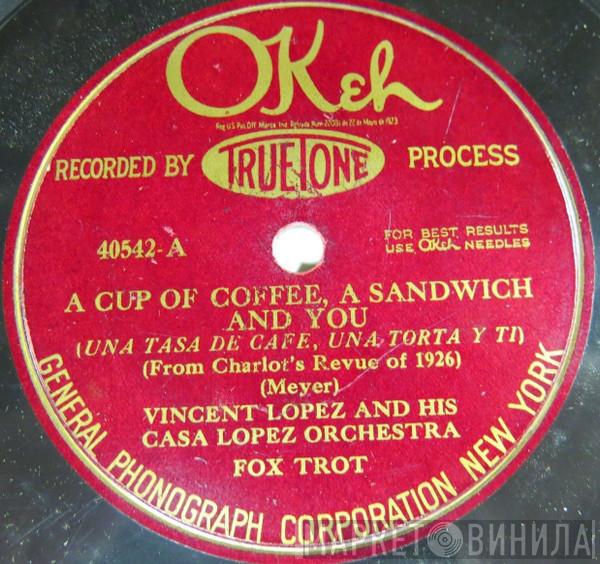 OKeh
RECORDED BY TRUETONE PROCESS
40542-A
FOR BEST RESULTS
USE OKeh NEEDLES
A CUP OF COFFEE, A SANDWICH
AND YOU
(UNA TASA DE CAFE, UNA TORTA Y TI)
(From Charlot's Revue of 1926)
(Meyer)
VINCENT LOPEZ AND HIS
CASA LOPEZ ORCHESTRA
FOX TROT
GENERAL PHONOGRAPH CORPORATION NEW YORK
МАРКЕТ ВИНИЛА